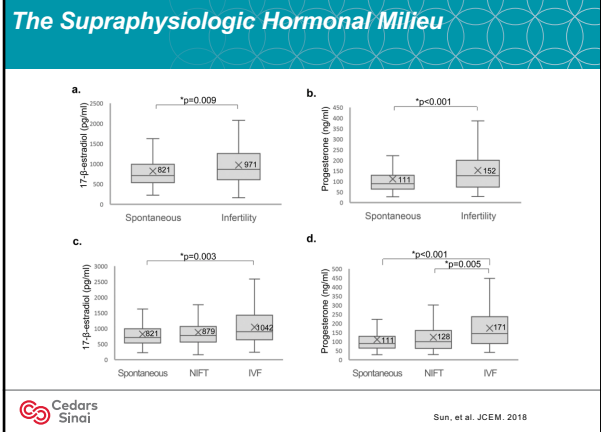 The Supraphysiologic Hormonal Milieu
a.
*p=0.009
17-β-estradiol (pg/ml)
2500
2000
1500
1000
500
0
821
971
Spontaneous Infertility
b.
*p<0.001
Progesterone (ng/ml)
450
400
350
300
250
200
150
100
50
0
111
152
Spontaneous Infertility
c.
*p=0.003
17-β-estradiol (pg/ml)
3000
2500
2000
1500
1000
500
0
821
879
1042
Spontaneous NIFT IVF
d.
*p<0.001
*p=0.005
Progesterone (ng/ml)
500
450
400
350
300
250
200
150
100
50
0
111
128
171
Spontaneous NIFT IVF
Cedars
Sinai
Sun, et al. JCEM. 2018